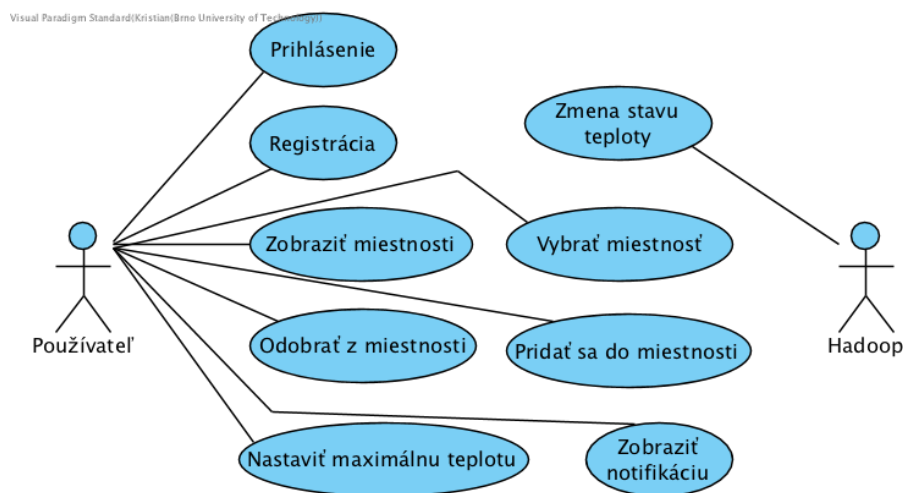 Visual Paradigm Standard(Kristian(Brno University of Technology))
Prihlásenie
Zmena stavu
teploty
Registrácia
Zobraziť miestnosti
Vybrať miestnosť
Používateľ
Hadoop
Odobrať z miestnosti
Pridať sa do miestnosti
Nastaviť maximálnu teplotu
Zobraziť
notifikáciu